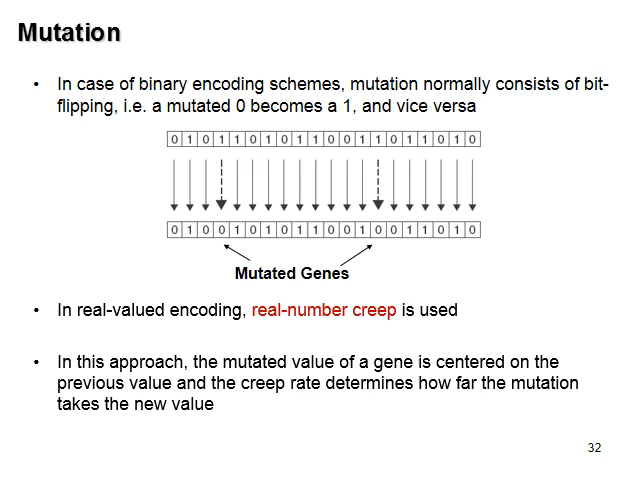 Mutation
• In case of binary encoding schemes, mutation normally consists of bit-
flipping, i.e. a mutated 0 becomes a 1, and vice versa
0 1 0 1 1 0 1 0 1 1 0 0 1 1 0 1 1 0 1 0
0 1 0 0 1 0 1 0 1 1 0 0 1 0 0 1 1 0 1 0
Mutated Genes
• In real-valued encoding, real-number creep is used
• In this approach, the mutated value of a gene is centered on the
previous value and the creep rate determines how far the mutation
takes the new value
32